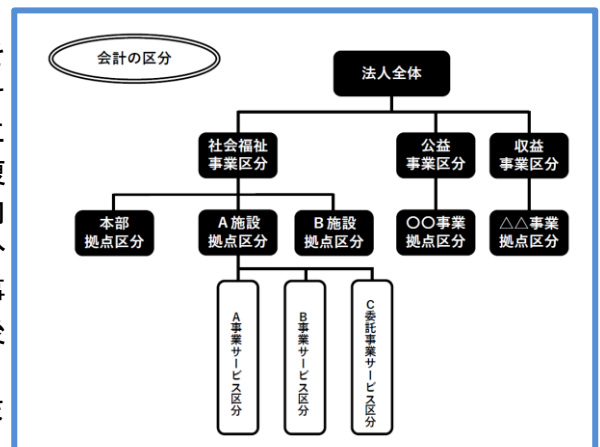 会計の区分
法人全体
社会福祉
事業区分
公益
事業区分
収益
事業区分
本部
拠点区分
A施設
拠点区分
B施設
拠点区分
〇〇事業
拠点区分
△△事業
拠点区分
A事業サービス区分
B事業サービス区分
C委託事業サービス区分